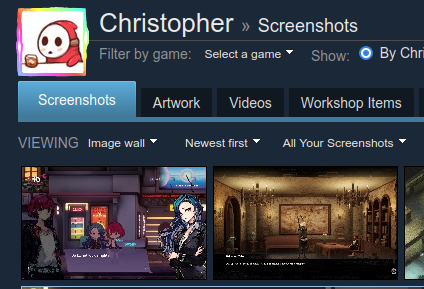 Christopher » Screenshots
Filter by game: Select a game Show: By Chri
Screenshots Artwork Videos Workshop Items
VIEWING Image wall Newest first All Your Screenshots